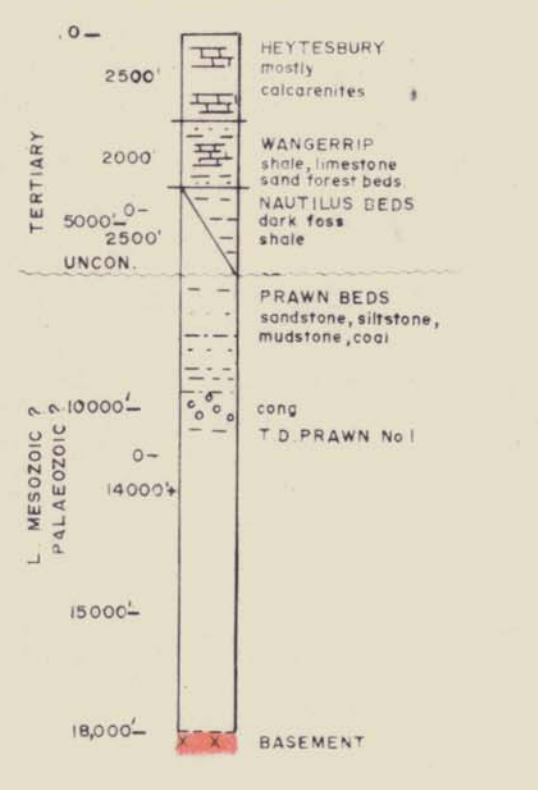 0
2500'
HEYTESBURY
mostly
calcarenites
2000'
WANGERRIP
shale, limestone
sand forest beds.
TERTIARY
0-
5000'
2500'
NAUTILUS BEDS
dark foss
shale
UNCON.
PRAWN BEDS
sandstone, siltstone,
mudstone, coal
10000'
cong
T.D. PRAWN No 1
L. MESOZOIC ?
PALAEOZOIC ?
0-
14000'+
15000'
18,000'
x x
BASEMENT